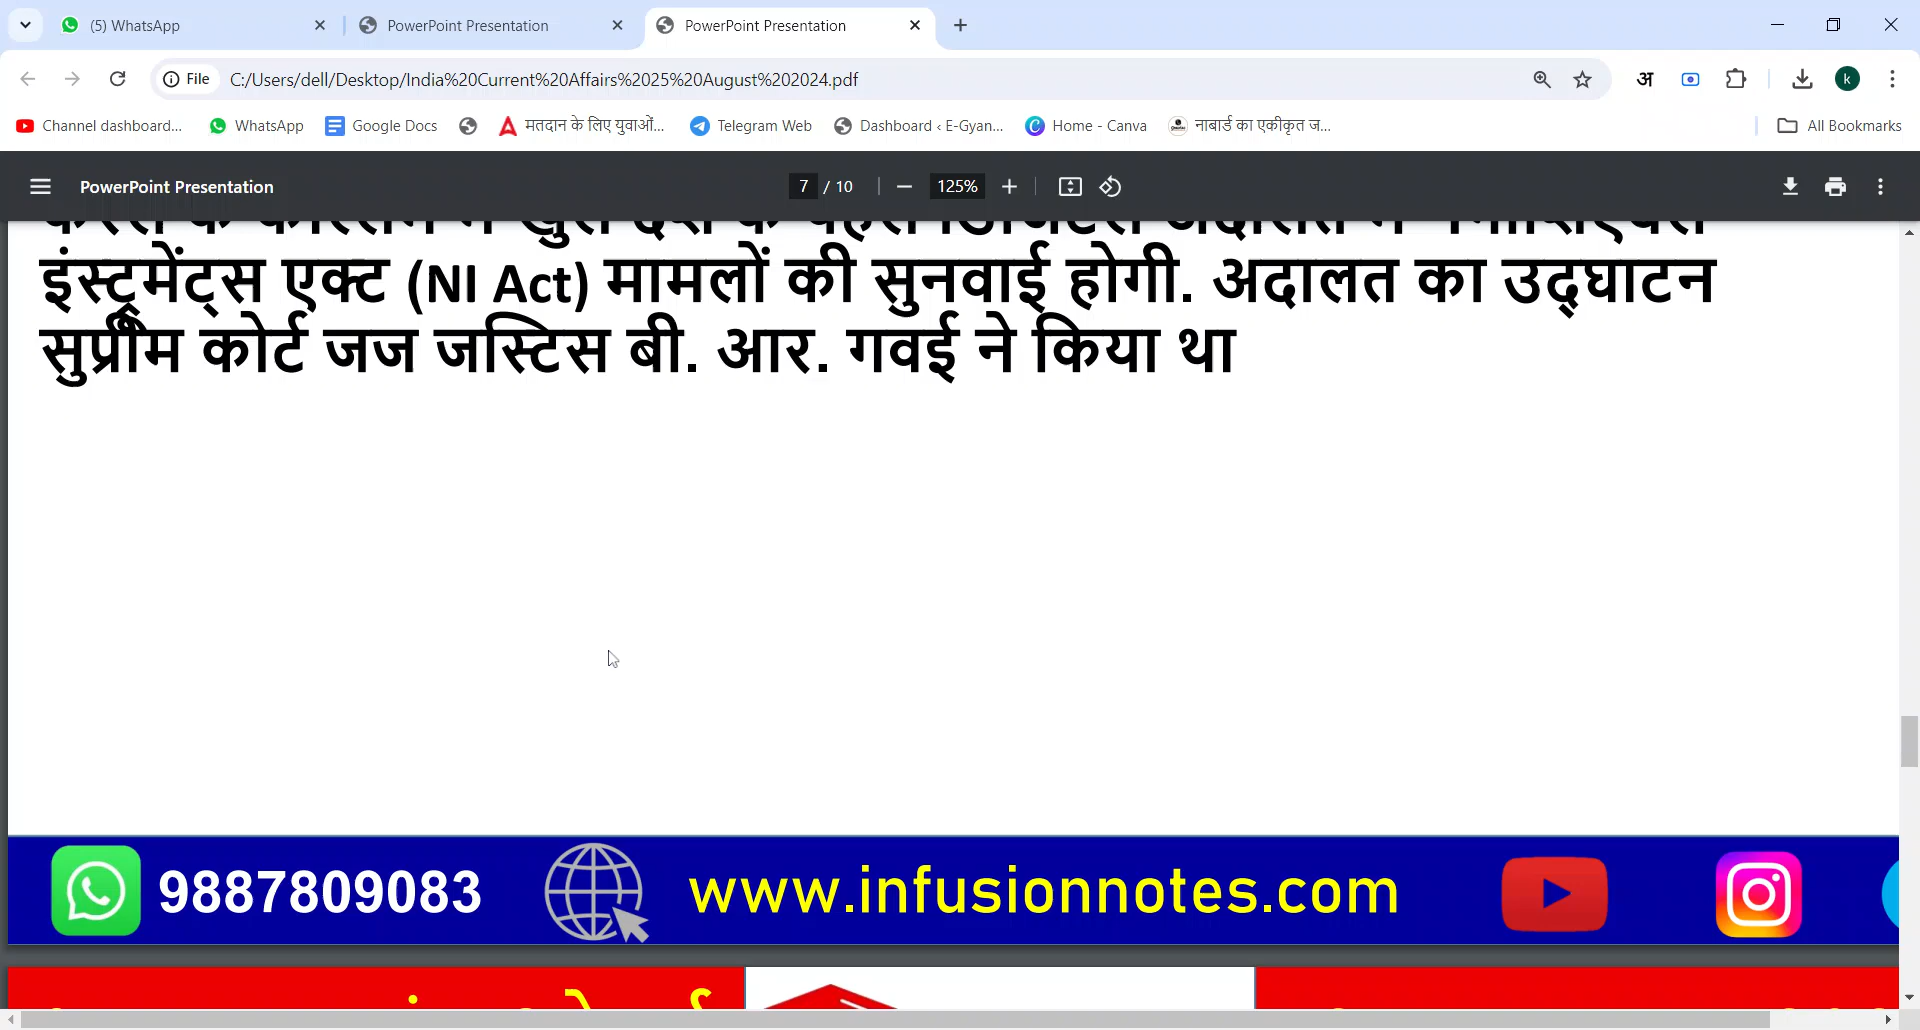 (5) WhatsApp
PowerPoint Presentation
PowerPoint Presentation
File
C:/Users/dell/Desktop/India%20Current%20Affairs%2025%20August%202024.pdf
अ
k
Channel dashboard...
WhatsApp
Google Docs
मतदान के लिए युवाओं...
Telegram Web
Dashboard ‹ E-Gyan...
Home - Canva
नाबार्ड का एकीकृत ज...
All Bookmarks
PowerPoint Presentation
7 / 10
125%
इंस्ट्रूमेंट्स एक्ट (NI Act) मामलों की सुनवाई होगी. अदालत का उद्घाटन
सुप्रीम कोर्ट जज जस्टिस बी. आर. गवई ने किया था
9887809083
www.infusionnotes.com